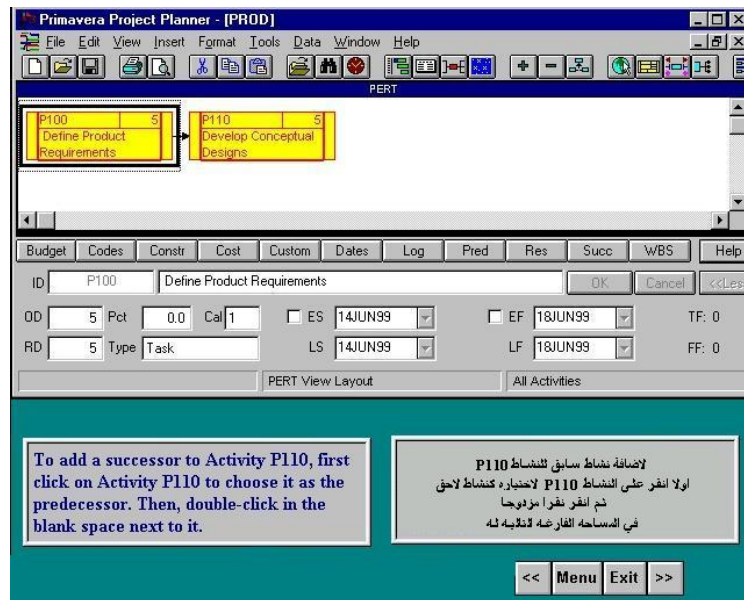 Primavera Project Planner - [PROD]
File Edit View Insert Format Tools Data Window Help
PERT
P100 5
Define Product
Requirements
P110 5
Develop Conceptual
Designs
Budget Codes Constr Cost Custom Dates Log Pred Res Succ WBS Help
ID P100 Define Product Requirements OK Cancel <<Les
OD 5 Pct 0.0 Cal 1 ES 14JUN99 EF 18JUN99 TF: 0
RD 5 Type Task LS 14JUN99 LF 18JUN99 FF: 0
PERT View Layout All Activities
To add a successor to Activity P110, first
click on Activity P110 to choose it as the
predecessor. Then, double-click in the
blank space next to it.
لاضافة نشاط سابق للنشاط P110
اولا انقر على النشاط P110 لاختياره كنشاط لاحق
ثم انقر نقرا مزدوجا
في المساحه الفارغه التاليه له
<< Menu Exit >>